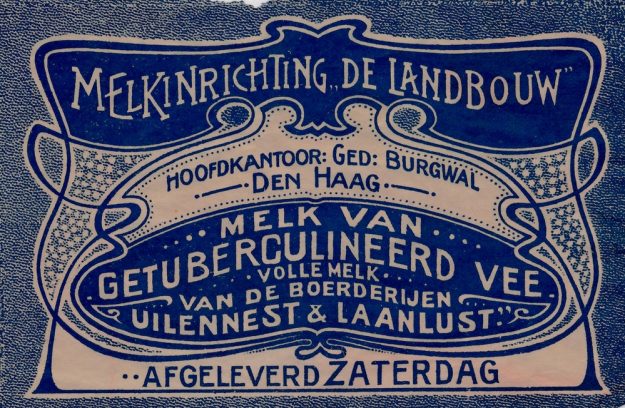 MELKINRICHTING „DE LANDBOUW”
HOOFDKANTOOR: GED: BURGWAL
DEN HAAG
MELK VAN
GETUBERCULINEERD VEE
VOLLE MELK
VAN DE BOERDERIJEN
UILENNEST & LAANLUST.”
AFGELEVERD ZATERDAG